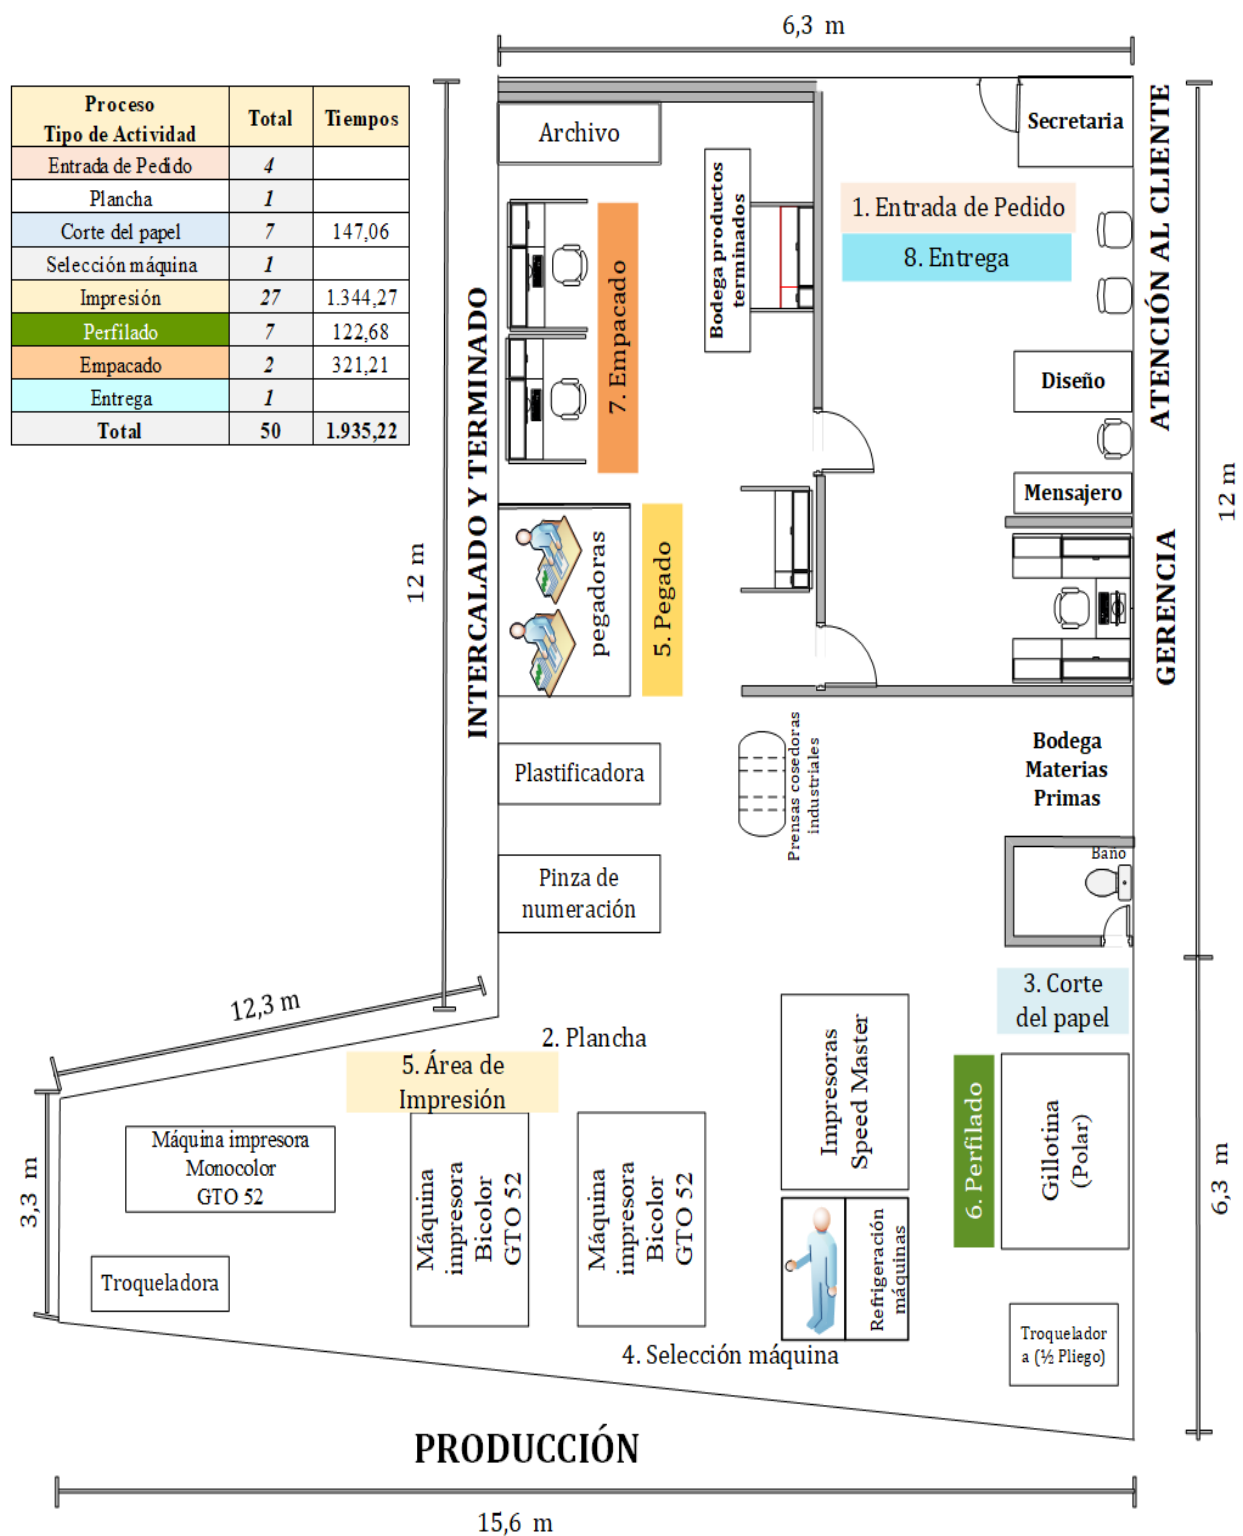 6,3 m
Proceso
Tipo de Actividad
Total
Tiempos
Entrada de Pedido 4
Plancha 1
Corte del papel 7 147,06
Selección máquina 1
Impresión 27 1.344,27
Perfilado 7 122,68
Empacado 2 321,21
Entrega 1
Total 50 1.935,22
Archivo
Secretaria
Bodega productos
terminados
1. Entrada de Pedido
8. Entrega
7. Empacado
ATENCIÓN AL CLIENTE
Diseño
Mensajero
12 m
12 m
INTERCALADO Y TERMINADO
pegadoras
5. Pegado
GERENCIA
Plastificadora
Prensas cosedoras
industriales
Bodega
Materias
Primas
Baño
Pinza de
numeración
12,3 m
3. Corte
del papel
2. Plancha
5. Área de
Impresión
Impresoras
Speed Master
6. Perfilado
Gillotina
(Polar)
Máquina impresora
Monocolor
GTO 52
Máquina
impresora
Bicolor
GTO 52
Máquina
impresora
Bicolor
GTO 52
3,3 m
6,3 m
Refrigeración
máquinas
Troqueladora
Troquelador
a (½ Pliego)
4. Selección máquina
PRODUCCIÓN
15,6 m